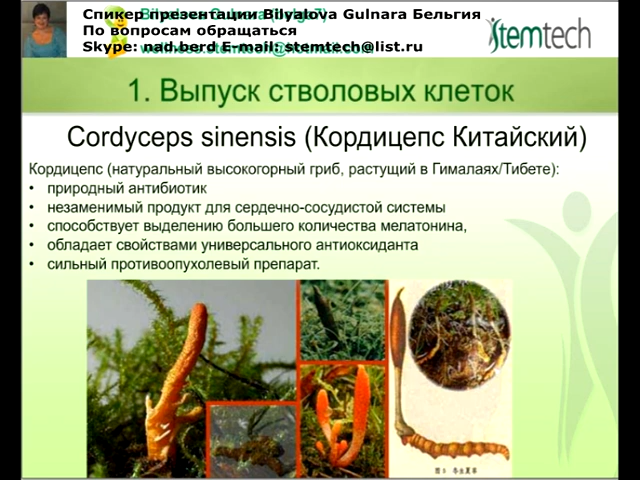 Спикер презентации Bilyalova Gulnara Бельгия
По вопросам обращаться
Skype: nad.berd E-mail: stemtech@list.ru
Stemtech
1. Выпуск стволовых клеток
Cordyceps sinensis (Кордицепс Китайский)
Кордицепс (натуральный высокогорный гриб, растущий в Гималаях/Тибете):
• природный антибиотик
• незаменимый продукт для сердечно-сосудистой системы
• способствует выделению большего количества мелатонина,
• обладает свойствами универсального антиоксиданта
• сильный противоопухолевый препарат.